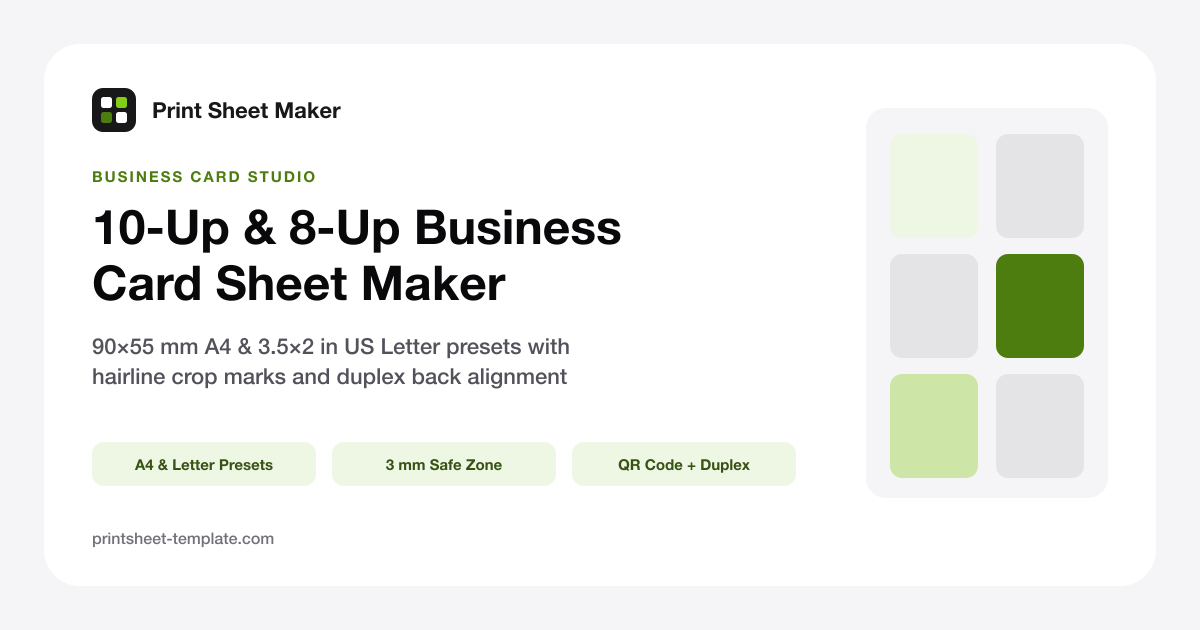 Print Sheet Maker
BUSINESS CARD STUDIO
10-Up & 8-Up Business
Card Sheet Maker
90×55 mm A4 & 3.5×2 in US Letter presets with
hairline crop marks and duplex back alignment
A4 & Letter Presets
3 mm Safe Zone
QR Code + Duplex
printsheet-template.com